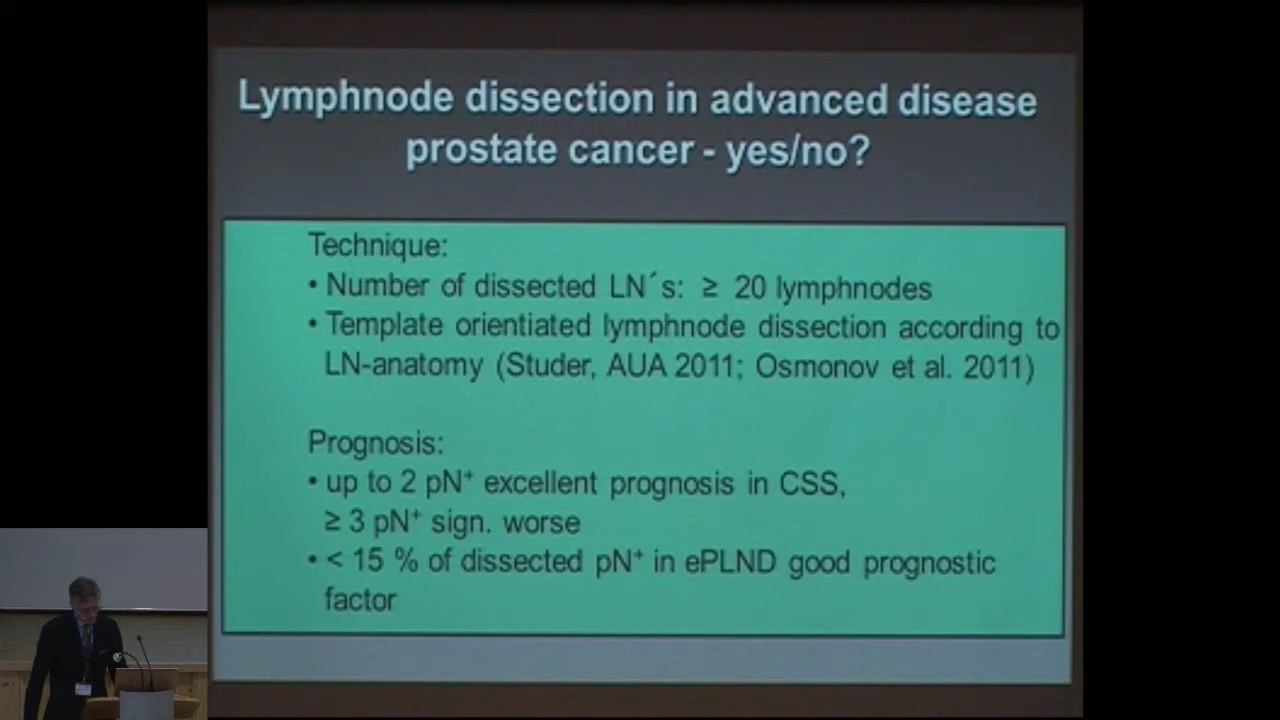 Lymphnode dissection in advanced disease
prostate cancer - yes/no?
Technique:
• Number of dissected LN´s: ≥ 20 lymphnodes
• Template orientiated lymphnode dissection according to
LN-anatomy (Studer, AUA 2011; Osmonov et al. 2011)
Prognosis:
• up to 2 pN⁺ excellent prognosis in CSS,
≥ 3 pN⁺ sign. worse
• < 15 % of dissected pN⁺ in ePLND good prognostic
factor